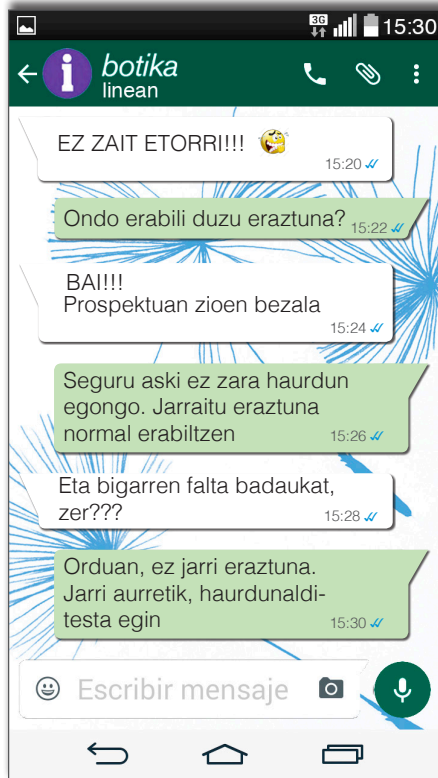 3G
15:30
botika
linean
EZ ZAIT ETORRI!!!
15:20
Ondo erabili duzu eraztuna?
15:22
BAI!!!
Prospektuan zioen bezala
15:24
Seguru aski ez zara haurdun
egongo. Jarraitu eraztuna
normal erabiltzen
15:26
Eta bigarren falta badaukat,
zer???
15:28
Orduan, ez jarri eraztuna.
Jarri aurretik, haurdunaldi-
testa egin
15:30
Escribir mensaje